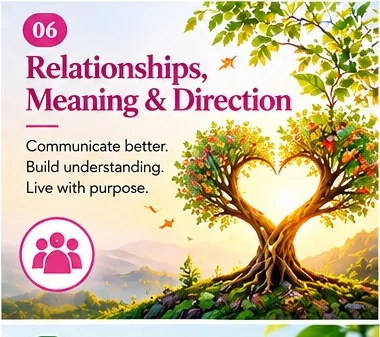 06
Relationships,
Meaning & Direction
Communicate better.
Build understanding.
Live with purpose.